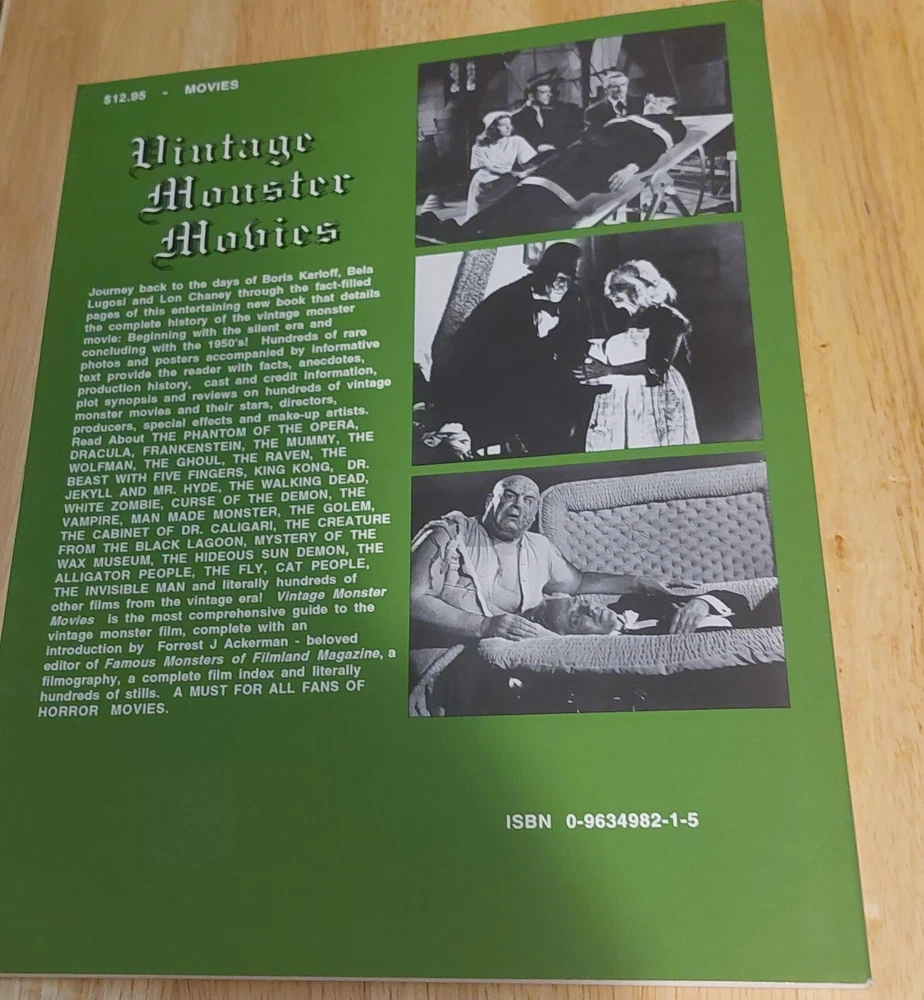 $12.95 - MOVIES
Vintage
Monster
Movies
Journey back to the days of Boris Karloff, Bela
Lugosi and Lon Chaney through the fact-filled
pages of this entertaining new book that details
the complete history of the vintage monster
movie: Beginning with the silent era and
concluding with the 1950's! Hundreds of rare
photos and posters accompanied by informative
text provide the reader with facts, anecdotes,
production history, cast and credit information,
plot synopsis and reviews on hundreds of vintage
monster movies and their stars, directors,
producers, special effects and make-up artists.
Read About THE PHANTOM OF THE OPERA,
DRACULA, FRANKENSTEIN, THE MUMMY, THE
WOLFMAN, THE GHOUL, THE RAVEN, THE
BEAST WITH FIVE FINGERS, KING KONG, DR.
JEKYLL AND MR. HYDE, THE WALKING DEAD,
WHITE ZOMBIE, CURSE OF THE DEMON, THE
VAMPIRE, MAN MADE MONSTER, THE GOLEM,
THE CABINET OF DR. CALIGARI, THE CREATURE
FROM THE BLACK LAGOON, MYSTERY OF THE
WAX MUSEUM, THE HIDEOUS SUN DEMON, THE
ALLIGATOR PEOPLE, THE FLY, CAT PEOPLE,
THE INVISIBLE MAN and literally hundreds of
other films from the vintage era! Vintage Monster
Movies is the most comprehensive guide to the
vintage monster film, complete with an
introduction by Forrest J Ackerman - beloved
editor of Famous Monsters of Filmland Magazine, a
filmography, a complete film index and literally
hundreds of stills. A MUST FOR ALL FANS OF
HORROR MOVIES.
ISBN 0-9634982-1-5